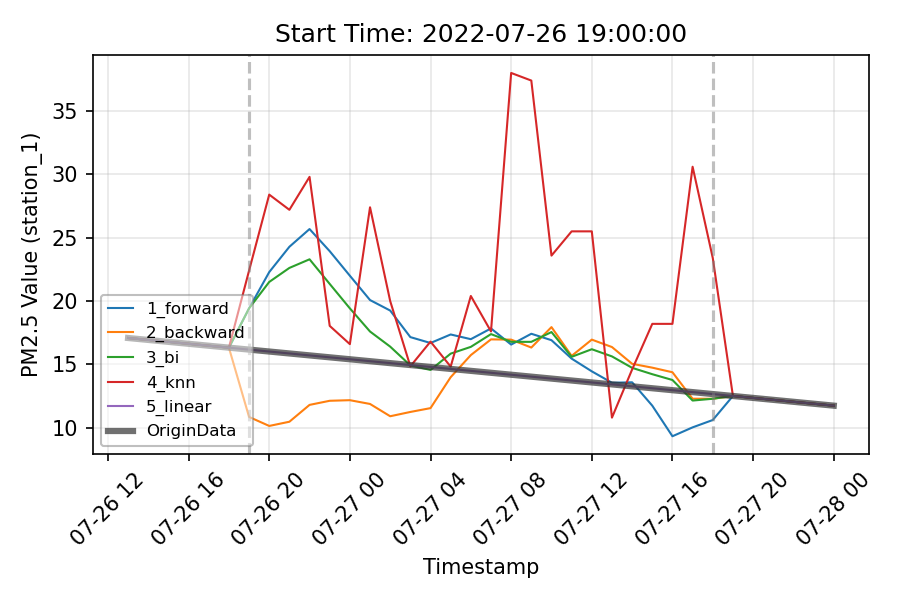 Start Time: 2022-07-26 19:00:00
PM2.5 Value (station_1)
35
30
25
20
15
10
1_forward
2_backward
3_bi
4_knn
5_linear
OriginData
07-26 12
07-26 16
07-26 20
07-27 00
07-27 04
07-27 08
07-27 12
07-27 16
07-27 20
07-28 00
Timestamp